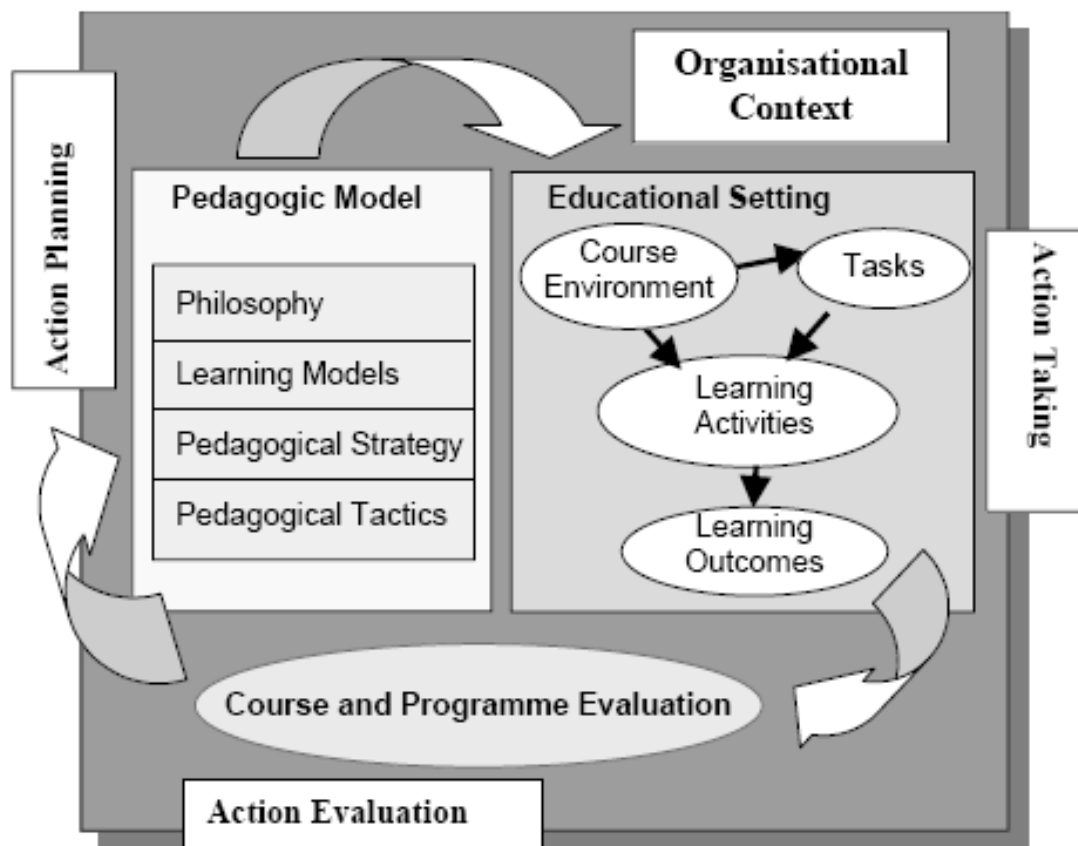 Organisational
Context
Action Planning
Pedagogic Model
Philosophy
Learning Models
Pedagogical Strategy
Pedagogical Tactics
Educational Setting
Course
Environment
Tasks
Learning
Activities
Learning
Outcomes
Action Taking
Course and Programme Evaluation
Action Evaluation